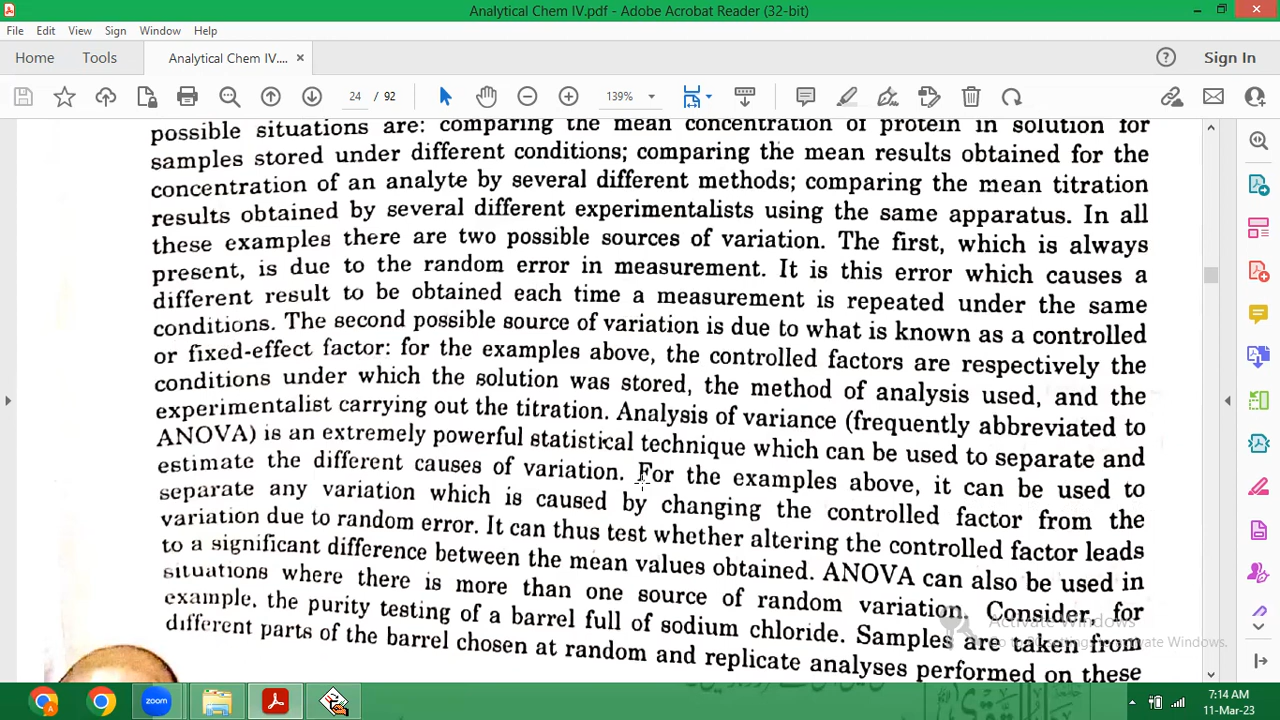 Analytical Chem IV.pdf - Adobe Acrobat Reader (32-bit)
File Edit View Sign Window Help
Home Tools Analytical Chem IV.... × Sign In
24 / 92 139%
possible situations are: comparing the mean concentration of protein in solution for
samples stored under different conditions; comparing the mean results obtained for the
concentration of an analyte by several different methods; comparing the mean titration
results obtained by several different experimentalists using the same apparatus. In all
these examples there are two possible sources of variation. The first, which is always
present, is due to the random error in measurement. It is this error which causes a
different result to be obtained each time a measurement is repeated under the same
conditions. The second possible source of variation is due to what is known as a controlled
or fixed-effect factor: for the examples above, the controlled factors are respectively the
conditions under which the solution was stored, the method of analysis used, and the
experimentalist carrying out the titration. Analysis of variance (frequently abbreviated to
ANOVA) is an extremely powerful statistical technique which can be used to separate and
estimate the different causes of variation. For the examples above, it can be used to
separate any variation which is caused by changing the controlled factor from the
variation due to random error. It can thus test whether altering the controlled factor leads
to a significant difference between the mean values obtained. ANOVA can also be used in
situations where there is more than one source of random variation. Consider, for
example, the purity testing of a barrel full of sodium chloride. Samples are taken from
different parts of the barrel chosen at random and replicate analyses performed on these
Activate Windows
Go to PC settings to activate Windows.
zoom
7:14 AM
11-Mar-23